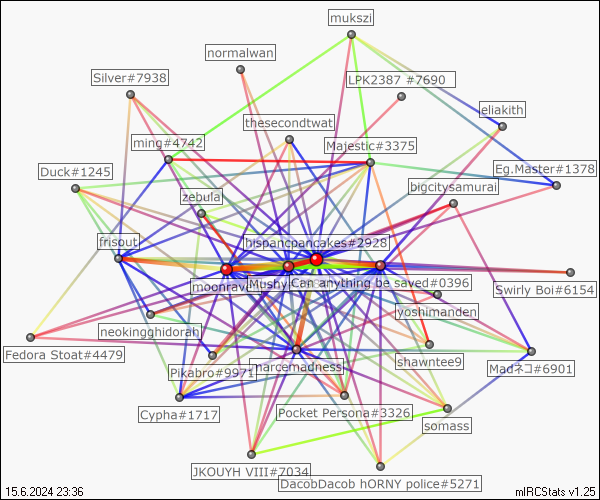 mukszi
normalwan
Silver#7938
LPK2387 #7690
eliakith
thesecondtwat
ming#4742
Majestic#3375
Duck#1245
Eg.Master#1378
bigcitysamurai
zebula
frisout
hispancpancakes#2928
moonrava
Mushy
Can anything be saved#0396
Swirly Boi#6154
yoshimanden
neokingghidorah
Fedora Stoat#4479
shawntee9
Pikabro#9971
marcemadness
Madネコ#6901
Cypha#1717
Pocket Persona#3326
somass
JKOUYH VIII#7034
DacobDacob hORNY police#5271
15.6.2024 23:36
mIRCStats v1.25